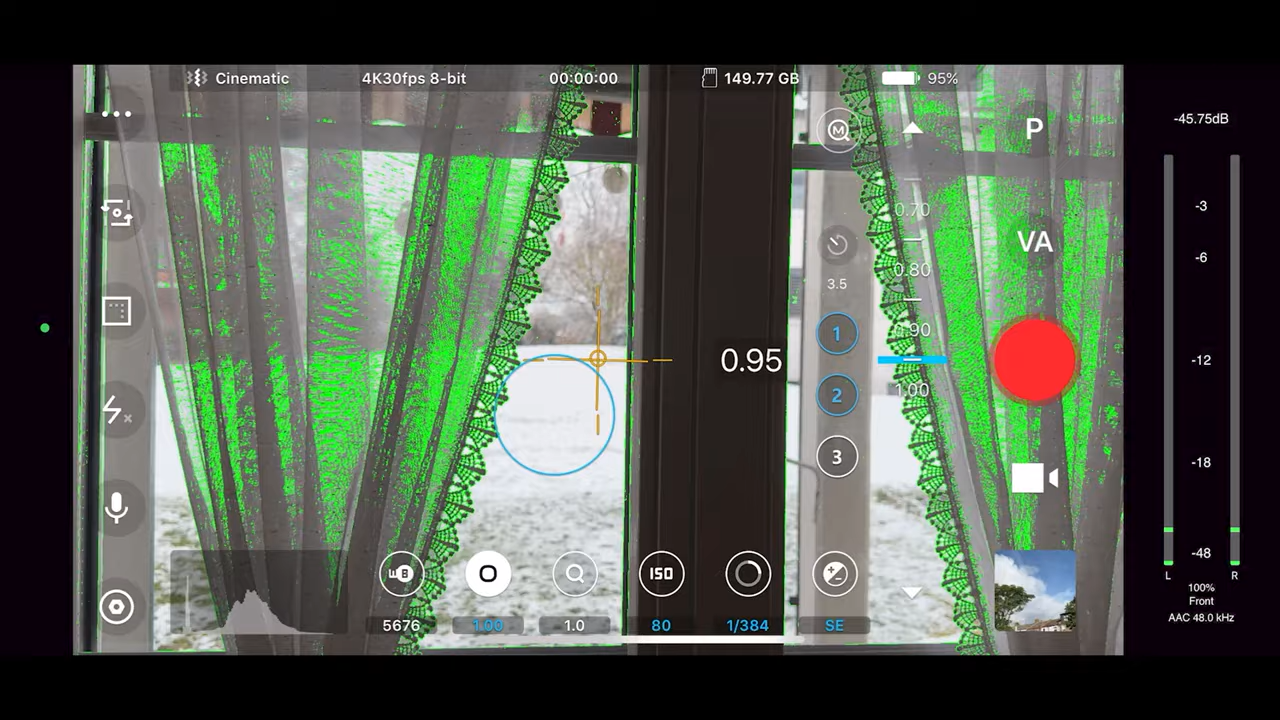 Cinematic 4K30fps 8-bit 00:00:00 149.77 GB 95%
-45.75dB
M
P
0.70
-3
VA
-6
0.80
3.5
1
0.90
0.95
-12
2
1.00
3
-18
-48
L R
WB ISO
5676 1.00 1.0 80 1/384 SE
100%
Front
AAC 48.0 kHz